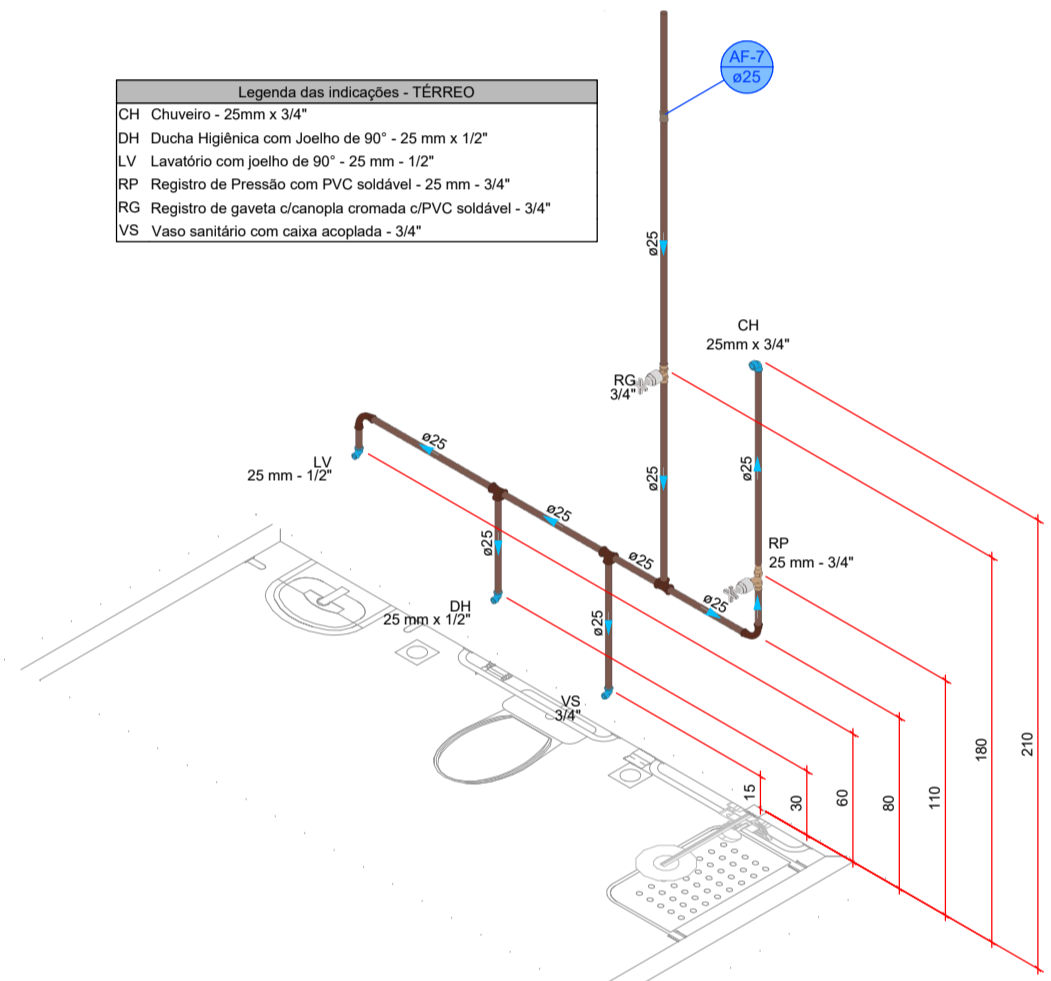 Legenda das indicações - TÉRREO
CH Chuveiro - 25mm x 3/4"
DH Ducha Higiênica com Joelho de 90° - 25 mm x 1/2"
LV Lavatório com joelho de 90° - 25 mm - 1/2"
RP Registro de Pressão com PVC soldável - 25 mm - 3/4"
RG Registro de gaveta c/canopla cromada c/PVC soldável - 3/4"
VS Vaso sanitário com caixa acoplada - 3/4"
AF-7
ø25
ø25
CH
25mm x 3/4"
RG
3/4"
ø25
LV
25 mm - 1/2"
ø25
ø25
ø25
ø25
DH
25 mm x 1/2"
ø25
ø25
RP
25 mm - 3/4"
ø25
ø25
VS
3/4"
15
30
60
80
110
180
210